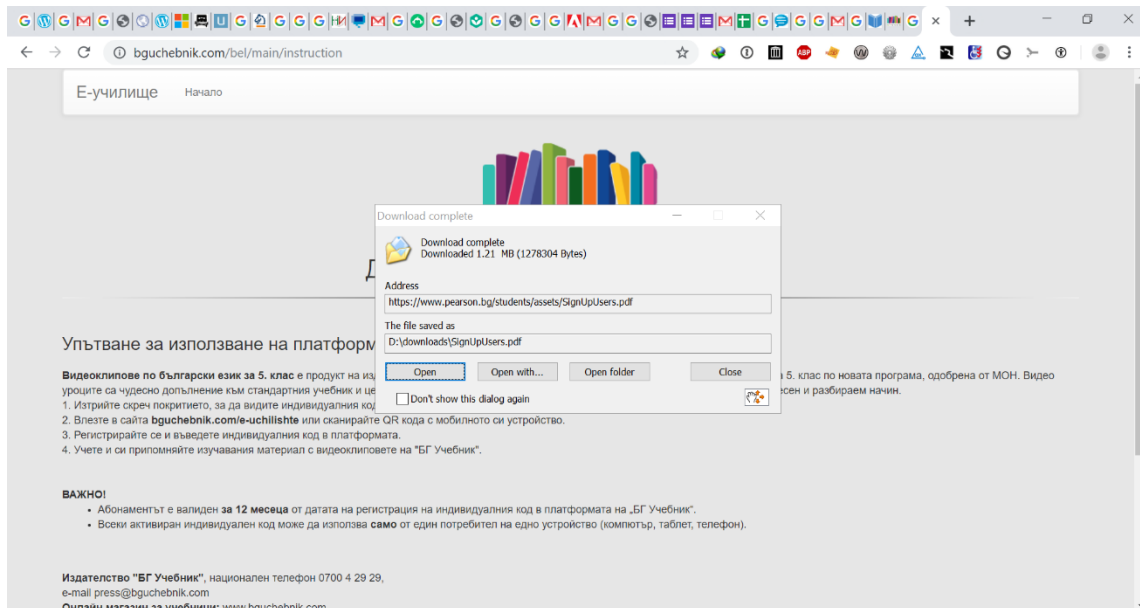 bguchebnik.com/bel/main/instruction
Е-училище Начало
Download complete
Download complete
Downloaded 1.21 MB (1278304 Bytes)
Address
https://www.pearson.bg/students/assets/SignUpUsers.pdf
The file saved as
D:\downloads\SignUpUsers.pdf
Open Open with... Open folder Close
Don't show this dialog again
Упътване за използване на платформ
Видеоклипове по български език за 5. клас е продукт на из 5. клас по новата програма, одобрена от МОН. Видео
уроците са чудесно допълнение към стандартния учебник и це есен и разбираем начин.
1. Изтрийте скреч покритието, за да видите индивидуалния код
2. Влезте в сайта bguchebnik.com/e-uchilishte или сканирайте QR кода с мобилното си устройство.
3. Регистрирайте се и въведете индивидуалния код в платформата.
4. Учете и си припомняйте изучавания материал с видеоклиповете на "БГ Учебник".
ВАЖНО!
• Абонаментът е валиден за 12 месеца от датата на регистрация на индивидуалния код в платформата на „БГ Учебник“.
• Всеки активиран индивидуален код може да използва само от един потребител на едно устройство (компютър, таблет, телефон).
Издателство "БГ Учебник", национален телефон 0700 4 29 29,
e-mail press@bguchebnik.com
Онлайн магазин за учебници: www.bguchebnik.com